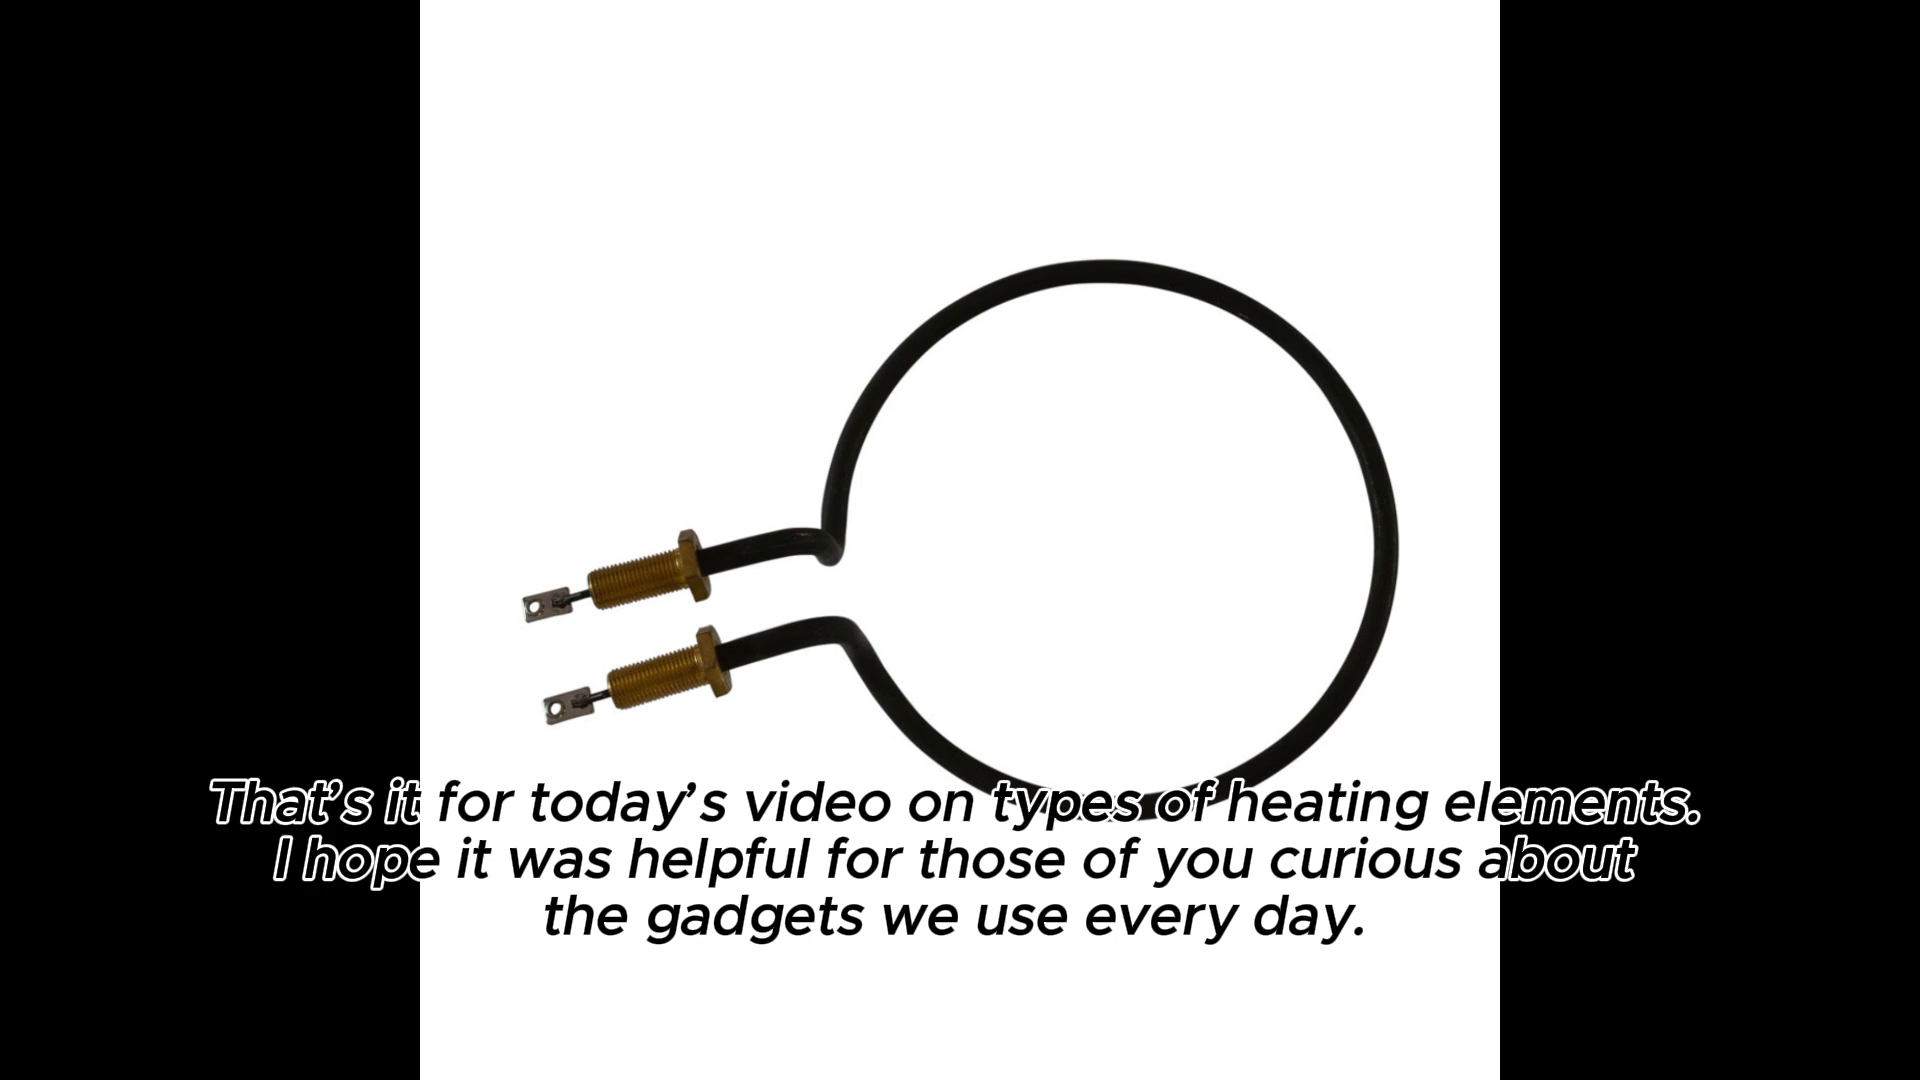 That’s it for today’s video on types of heating elements.
I hope it was helpful for those of you curious about
the gadgets we use every day.